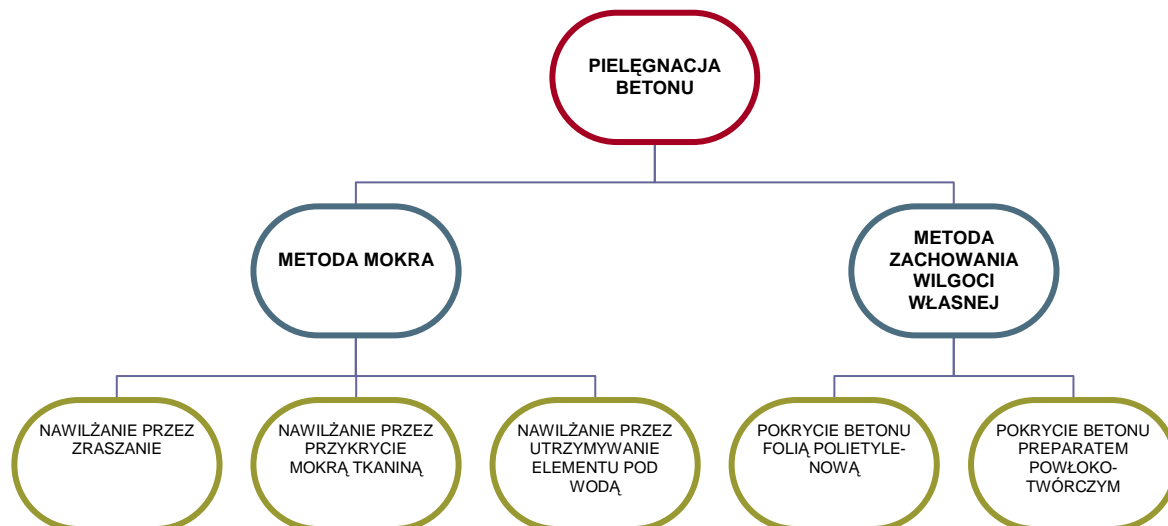 PIELĘGNACJA
BETONU
METODA MOKRA
METODA
ZACHOWANIA
WILGOCI
WŁASNEJ
NAWILŻANIE PRZEZ
ZRASZANIE
NAWILŻANIE PRZEZ
PRZYKRYCIE
MOKRĄ TKANINĄ
NAWILŻANIE PRZEZ
UTRZYMYWANIE
ELEMENTU POD
WODĄ
POKRYCIE BETONU
FOLIĄ POLIETYLE-
NOWĄ
POKRYCIE BETONU
PREPARATEM
POWŁOKO-
TWÓRCZYM